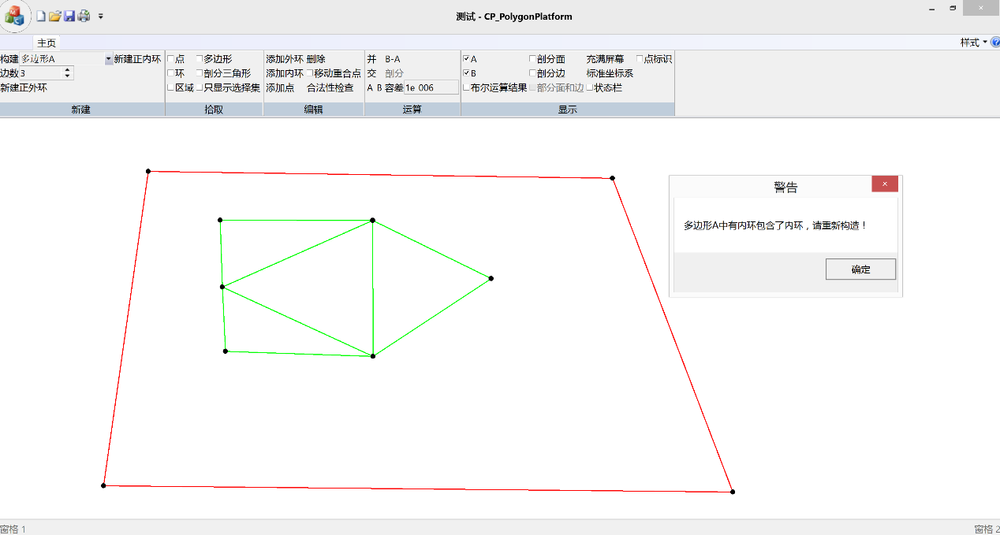 测试 - CP_PolygonPlatform
主页
样式
构建 多边形A 新建正内环 点 多边形 添加外环 删除 并 B-A A 剖分面 充满屏幕 点标识
边数 3 环 剖分三角形 添加内环 移动重合点 交 剖分 B 剖分边 标准坐标系
新建正外环 区域 只显示选择集 添加点 合法性检查 A B 容差 1e 006 布尔运算结果 部分面和边 状态栏
新建 拾取 编辑 运算 显示
警告
多边形A中有内环包含了内环，请重新构造！
确定
窗格 1 窗格 2